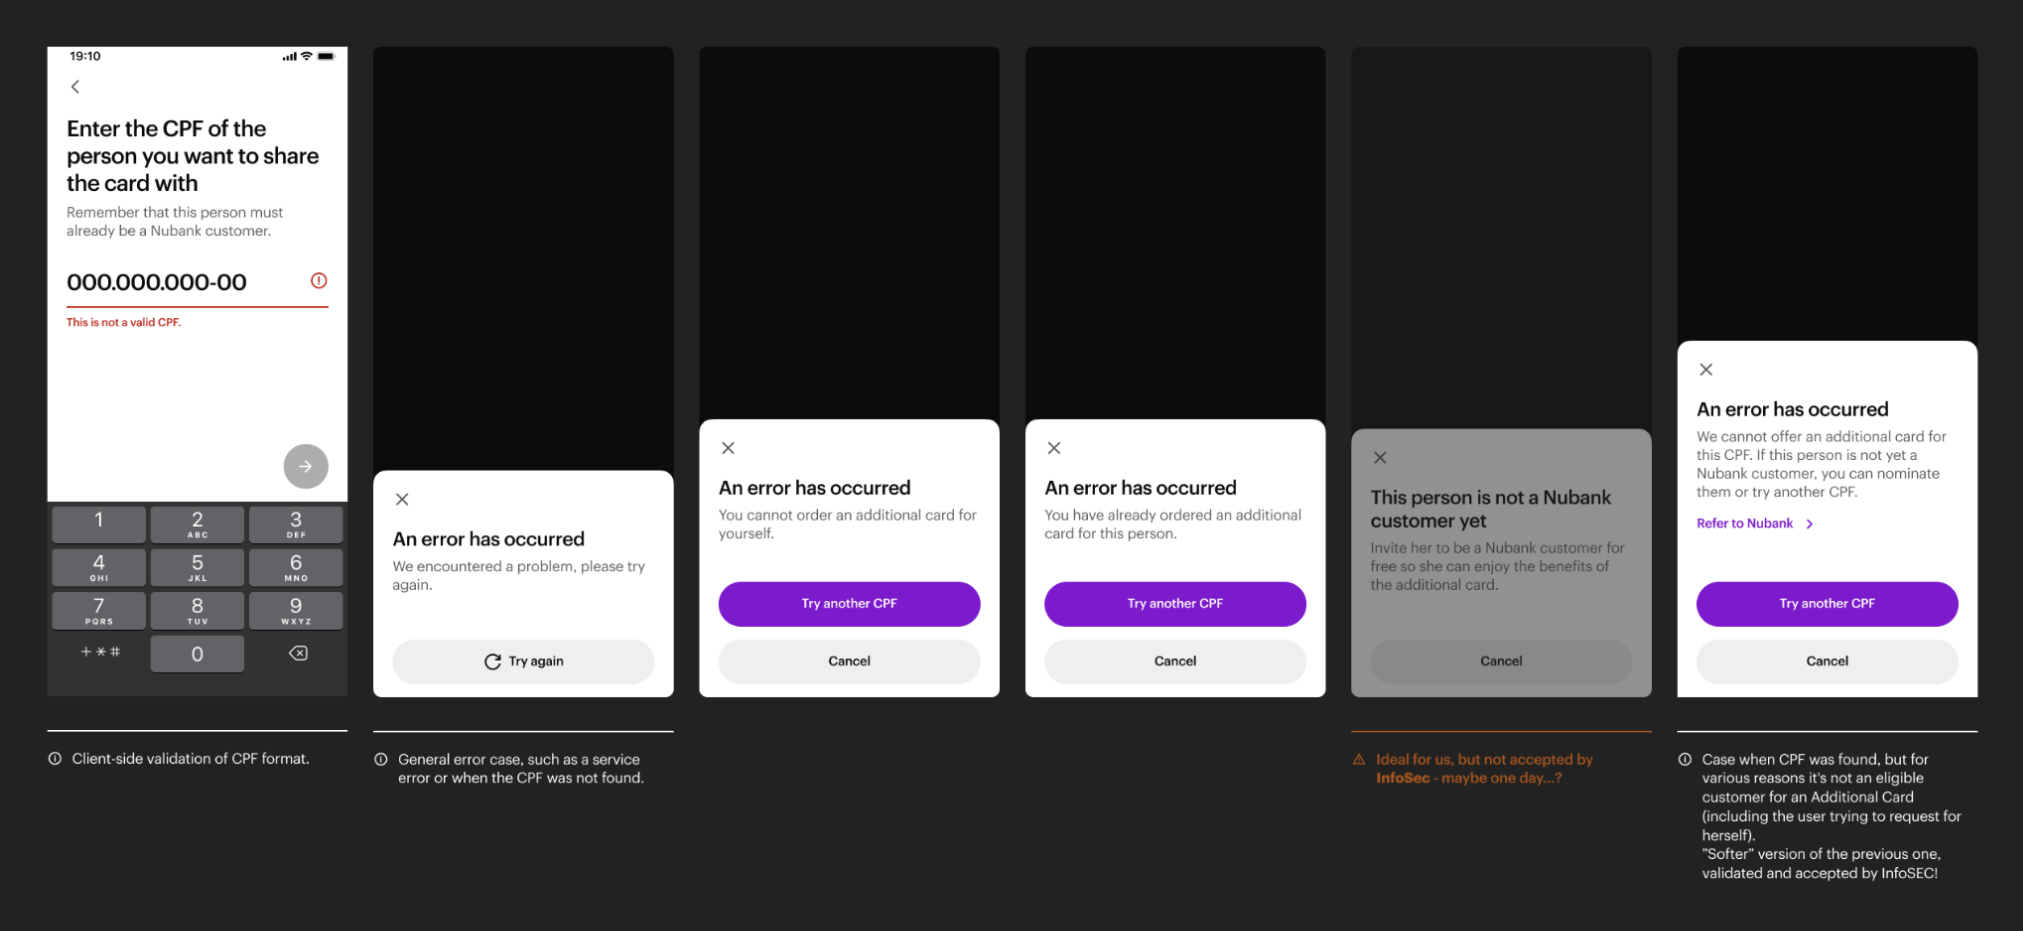 19:10
Enter the CPF of the
person you want to share
the card with
Remember that this person must
already be a Nubank customer.
000.000.000-00
This is not a valid CPF.
1
2
ABC
3
DEF
4
GHI
5
JKL
6
MNO
7
PQRS
8
TUV
9
WXYZ
+*#
0
Client-side validation of CPF format.
An error has occurred
We encountered a problem, please try
again.
Try again
General error case, such as a service
error or when the CPF was not found.
An error has occurred
You cannot order an additional card for
yourself.
Try another CPF
Cancel
An error has occurred
You have already ordered an additional
card for this person.
Try another CPF
Cancel
This person is not a Nubank
customer yet
Invite her to be a Nubank customer for
free so she can enjoy the benefits of
the additional card.
Cancel
Ideal for us, but not accepted by
InfoSec - maybe one day...?
An error has occurred
We cannot offer an additional card for
this CPF. If this person is not yet a
Nubank customer, you can nominate
them or try another CPF.
Refer to Nubank
Try another CPF
Cancel
Case when CPF was found, but for
various reasons it's not an eligible
customer for an Additional Card
(including the user trying to request for
herself).
”Softer” version of the previous one,
validated and accepted by InfoSEC!